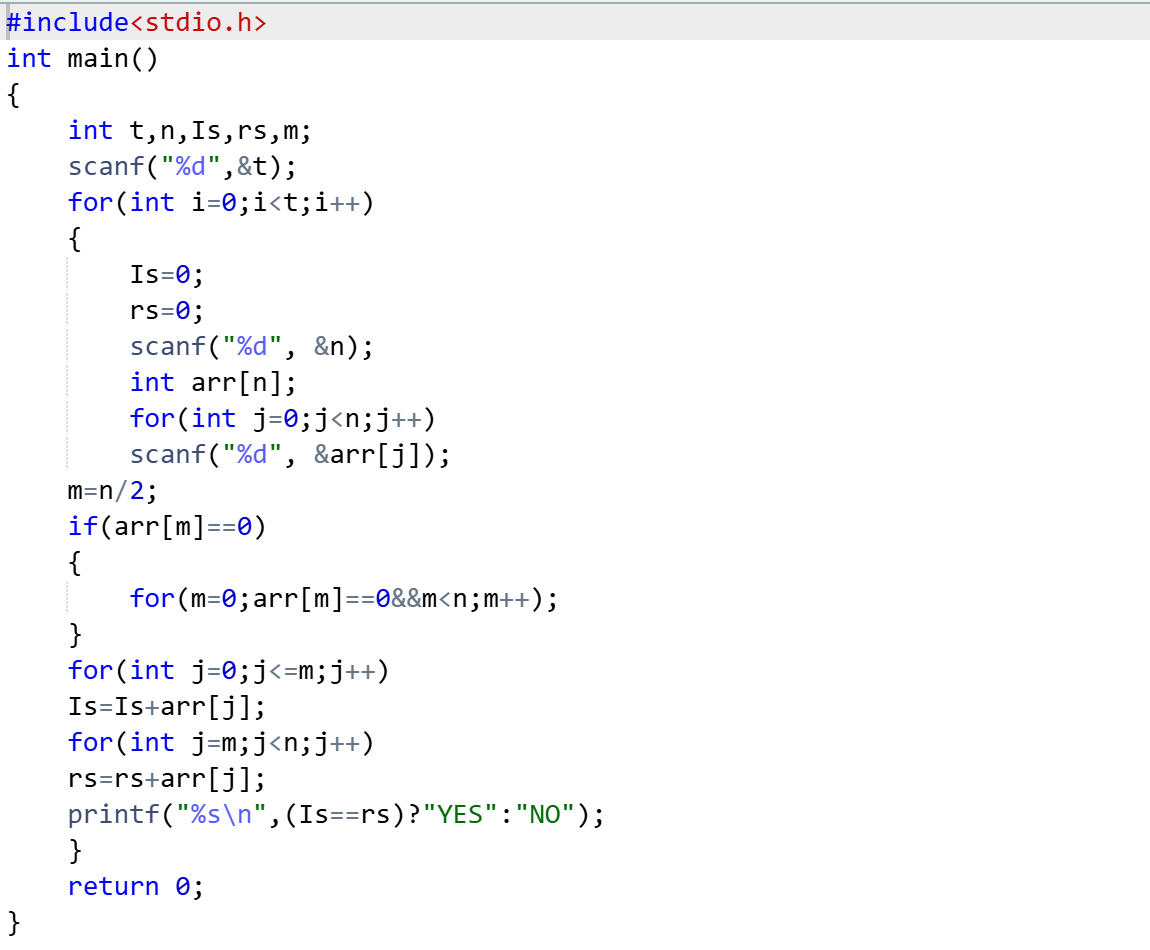 #include<stdio.h>
int main()
{
    int t,n,Is,rs,m;
    scanf("%d",&t);
    for(int i=0;i<t;i++)
    {
        Is=0;
        rs=0;
        scanf("%d", &n);
        int arr[n];
        for(int j=0;j<n;j++)
        scanf("%d", &arr[j]);
    m=n/2;
    if(arr[m]==0)
    {
        for(m=0;arr[m]==0&&m<n;m++);
    }
    for(int j=0;j<=m;j++)
    Is=Is+arr[j];
    for(int j=m;j<n;j++)
    rs=rs+arr[j];
    printf("%s\n",(Is==rs)?"YES":"NO");
    }
    return 0;
}